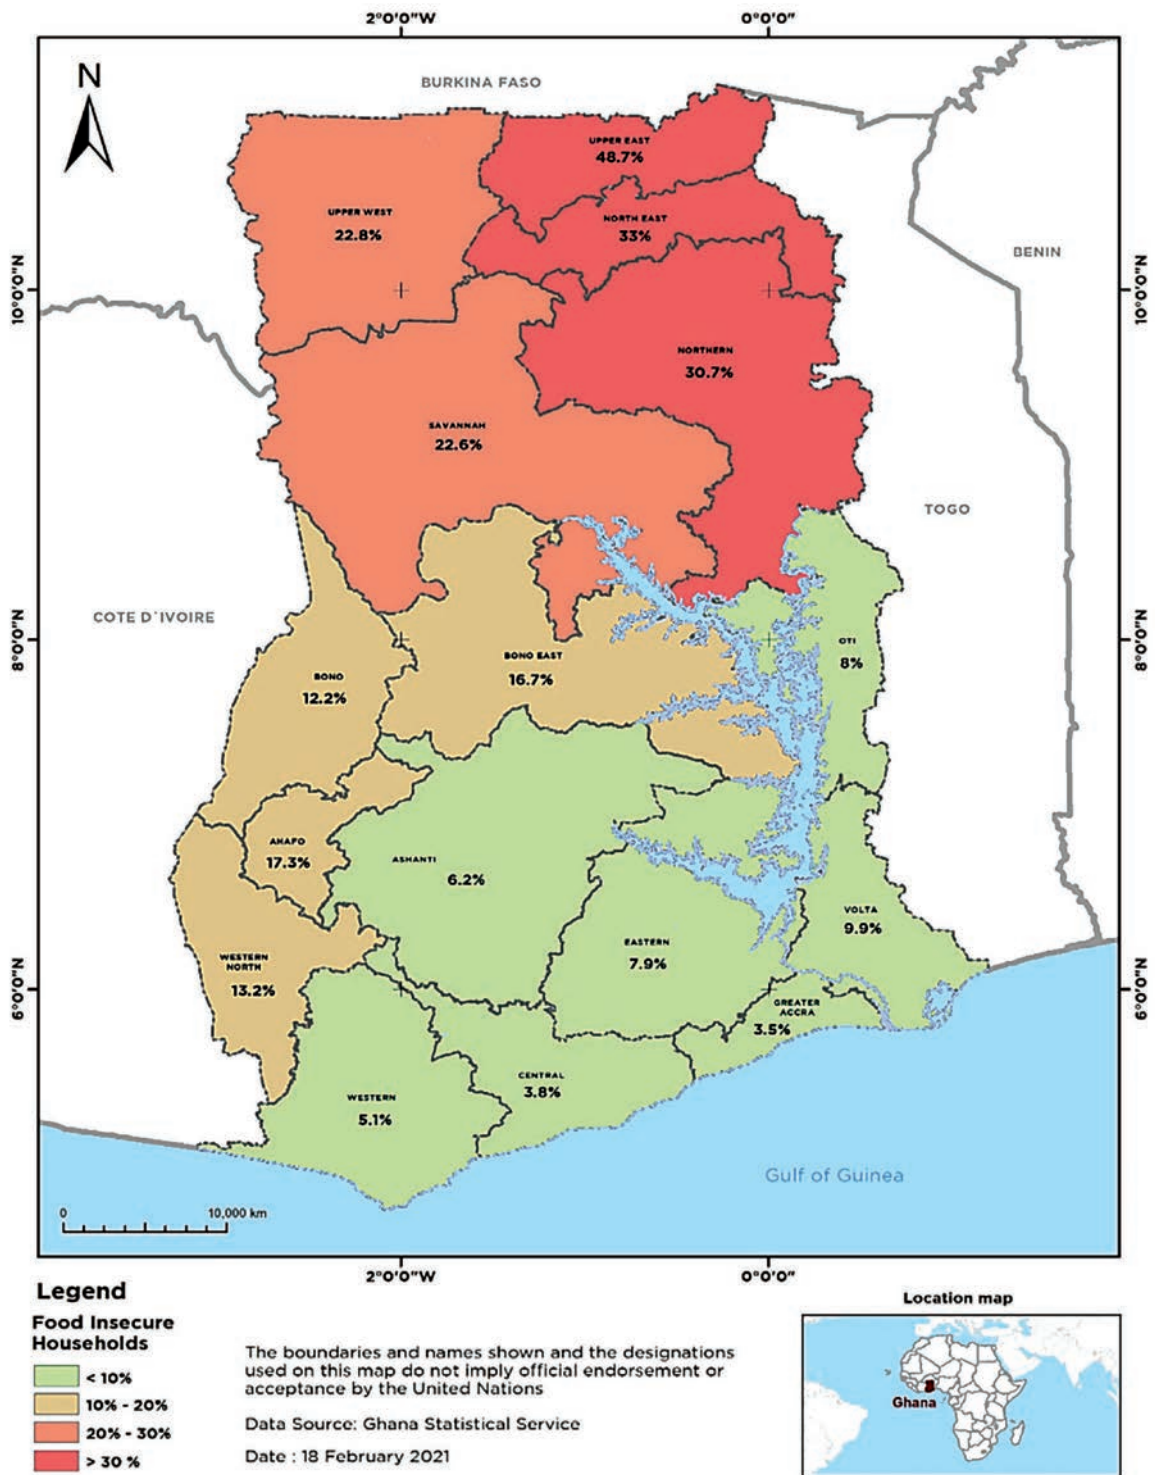 2°0'0"W
0°0'0"
N
BURKINA FASO
UPPER EAST
48.7%
UPPER WEST
22.8%
NORTH EAST
33%
BENIN
10°0'0"N
10°0'0"N
NORTHERN
30.7%
SAVANNAH
22.6%
TOGO
COTE D'IVOIRE
8°0'0"N
8°0'0"N
OTI
8%
BONO EAST
16.7%
BONO
12.2%
AHAFO
17.3%
ASHANTI
6.2%
VOLTA
9.9%
EASTERN
7.9%
WESTERN
NORTH
13.2%
6°0'0"N
6°0'0"N
GREATER
ACCRA
3.5%
CENTRAL
3.8%
WESTERN
5.1%
Gulf of Guinea
0
10,000 km
2°0'0"W
0°0'0"
Legend
Food Insecure
Households
< 10%
10% - 20%
20% - 30%
> 30 %
The boundaries and names shown and the designations
used on this map do not imply official endorsement or
acceptance by the United Nations
Data Source: Ghana Statistical Service
Date : 18 February 2021
Location map
Ghana